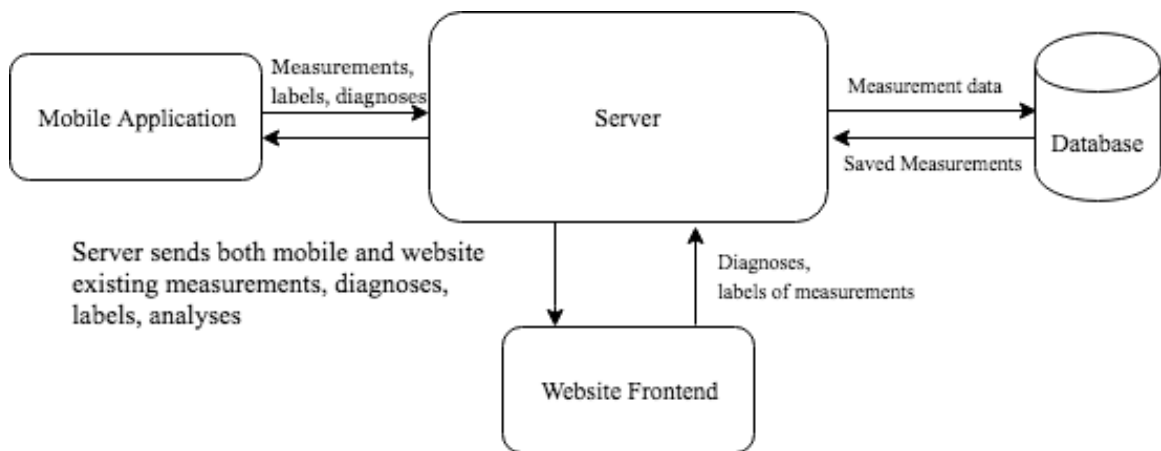 Mobile Application
Measurements,
labels, diagnoses
Server
Measurement data
Saved Measurements
Database
Server sends both mobile and website
existing measurements, diagnoses,
labels, analyses
Diagnoses,
labels of measurements
Website Frontend